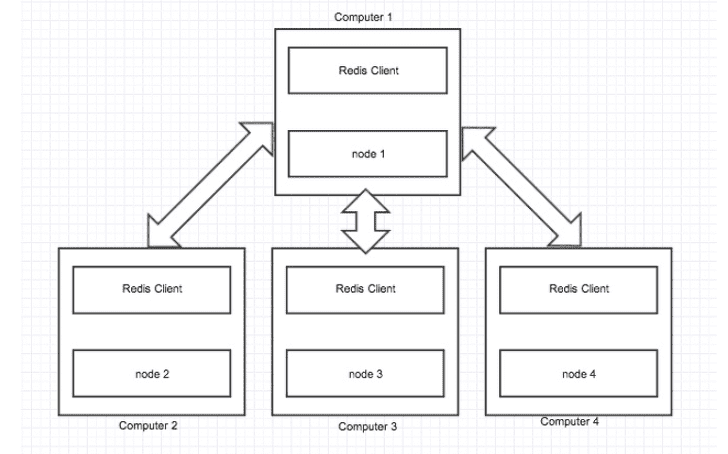 Computer 1
Redis Client
node 1
Redis Client
Redis Client
Redis Client
node 2
node 3
node 4
Computer 2
Computer 3
Computer 4